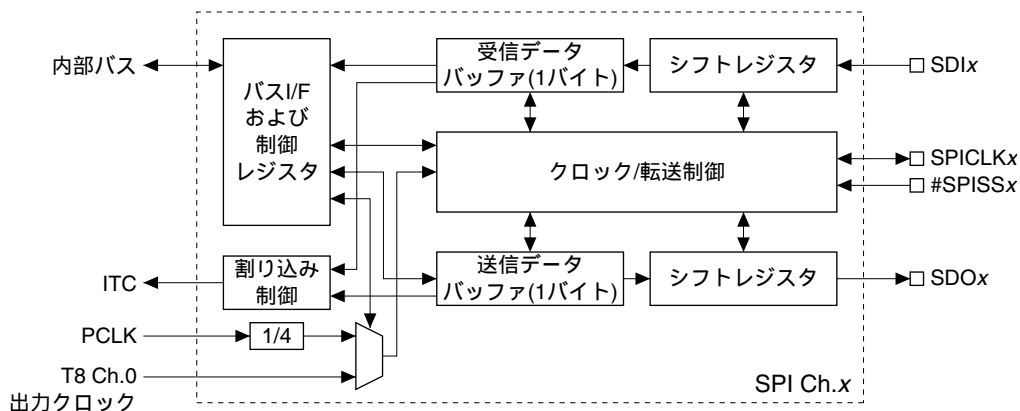 内部バス
バスI/F
および
制御
レジスタ
受信データ
バッファ(1バイト)
シフトレジスタ
SDIx
クロック/転送制御
SPICLKx
#SPISSx
ITC
割り込み
制御
送信データ
バッファ(1バイト)
シフトレジスタ
SDOx
PCLK
1/4
T8 Ch.0
出力クロック
SPI Ch.x